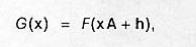 G(x) = F(xA + h),